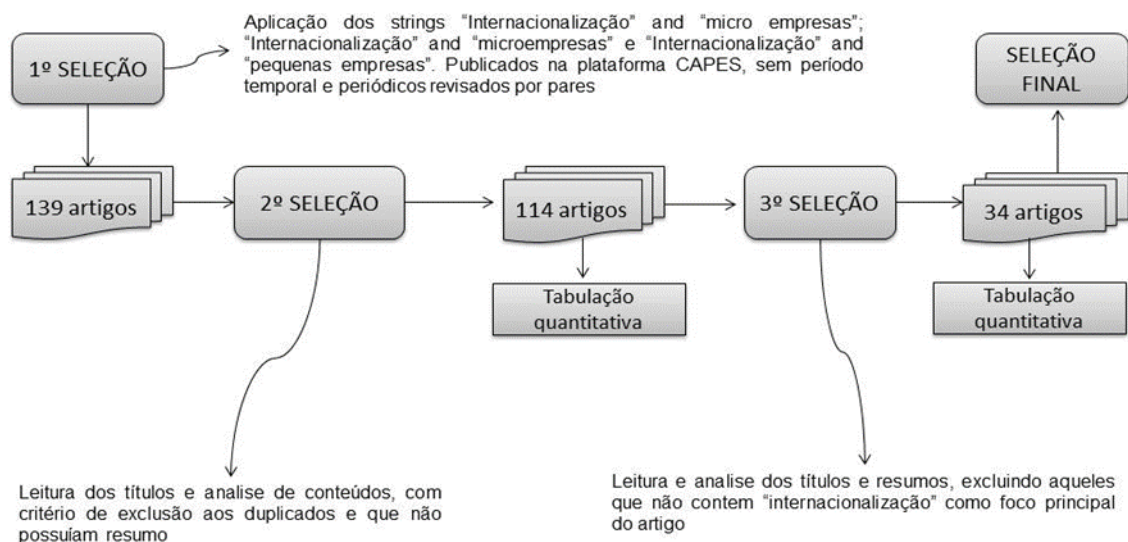 Aplicação dos strings “Internacionalização” and “micro empresas”;
“Internacionalização” and “microempresas” e “Internacionalização” and
“pequenas empresas”. Publicados na plataforma CAPES, sem período
temporal e periódicos revisados por pares
1º SELEÇÃO
SELEÇÃO
FINAL
139 artigos
2º SELEÇÃO
114 artigos
3º SELEÇÃO
34 artigos
Tabulação
quantitativa
Tabulação
quantitativa
Leitura dos títulos e analise de conteúdos, com
critério de exclusão aos duplicados e que não
possuíam resumo
Leitura e analise dos títulos e resumos, excluindo aqueles
que não contem “internacionalização” como foco principal
do artigo